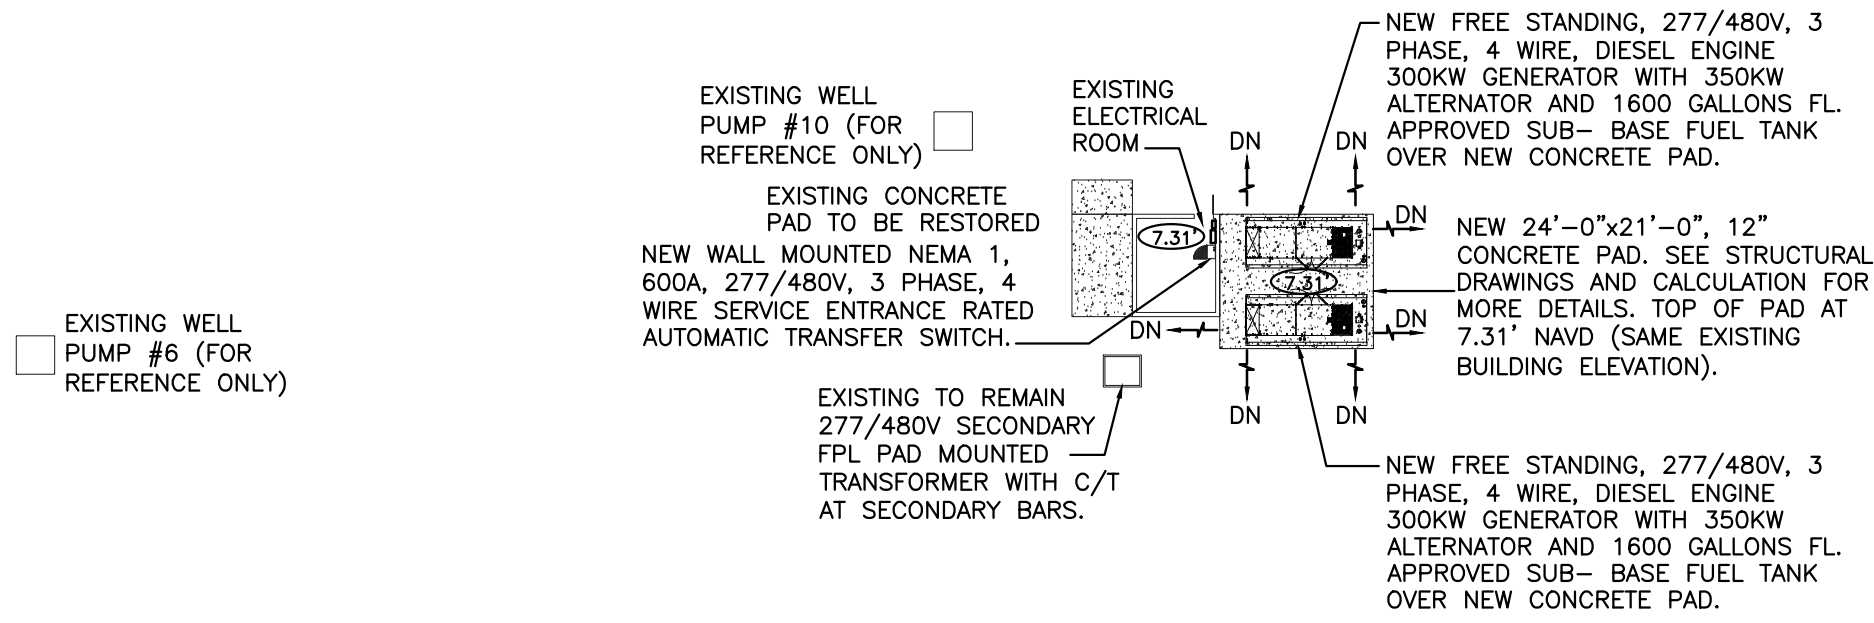 NEW FREE STANDING, 277/480V, 3
PHASE, 4 WIRE, DIESEL ENGINE
300KW GENERATOR WITH 350KW
ALTERNATOR AND 1600 GALLONS FL.
APPROVED SUB- BASE FUEL TANK
OVER NEW CONCRETE PAD.
EXISTING
ELECTRICAL
ROOM
EXISTING WELL
PUMP #10 (FOR
REFERENCE ONLY)
DN
DN
EXISTING CONCRETE
PAD TO BE RESTORED
DN
NEW 24'-0"x21'-0", 12"
CONCRETE PAD. SEE STRUCTURAL
DRAWINGS AND CALCULATION FOR
MORE DETAILS. TOP OF PAD AT
7.31' NAVD (SAME EXISTING
BUILDING ELEVATION).
7.31'
7.31'
NEW WALL MOUNTED NEMA 1,
600A, 277/480V, 3 PHASE, 4
WIRE SERVICE ENTRANCE RATED
AUTOMATIC TRANSFER SWITCH.
DN
DN
EXISTING WELL
PUMP #6 (FOR
REFERENCE ONLY)
EXISTING TO REMAIN
277/480V SECONDARY
FPL PAD MOUNTED
TRANSFORMER WITH C/T
AT SECONDARY BARS.
DN
DN
NEW FREE STANDING, 277/480V, 3
PHASE, 4 WIRE, DIESEL ENGINE
300KW GENERATOR WITH 350KW
ALTERNATOR AND 1600 GALLONS FL.
APPROVED SUB- BASE FUEL TANK
OVER NEW CONCRETE PAD.